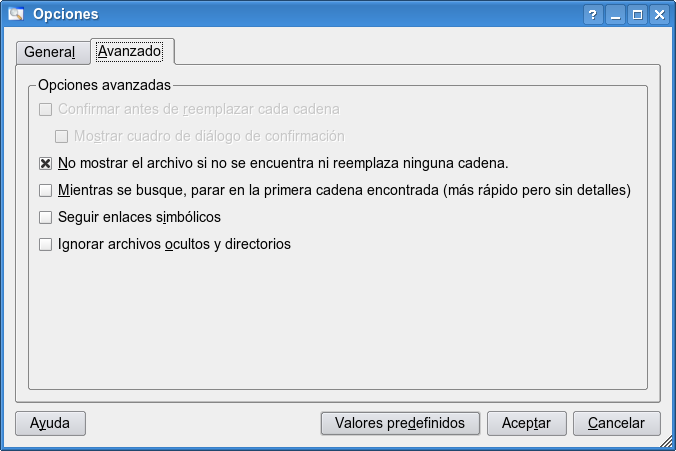 Opciones
General
Avanzado
Opciones avanzadas
Confirmar antes de reemplazar cada cadena
Mostrar cuadro de diálogo de confirmación
No mostrar el archivo si no se encuentra ni reemplaza ninguna cadena.
Mientras se busque, parar en la primera cadena encontrada (más rápido pero sin detalles)
Seguir enlaces simbólicos
Ignorar archivos ocultos y directorios
Ayuda
Valores predefinidos
Aceptar
Cancelar